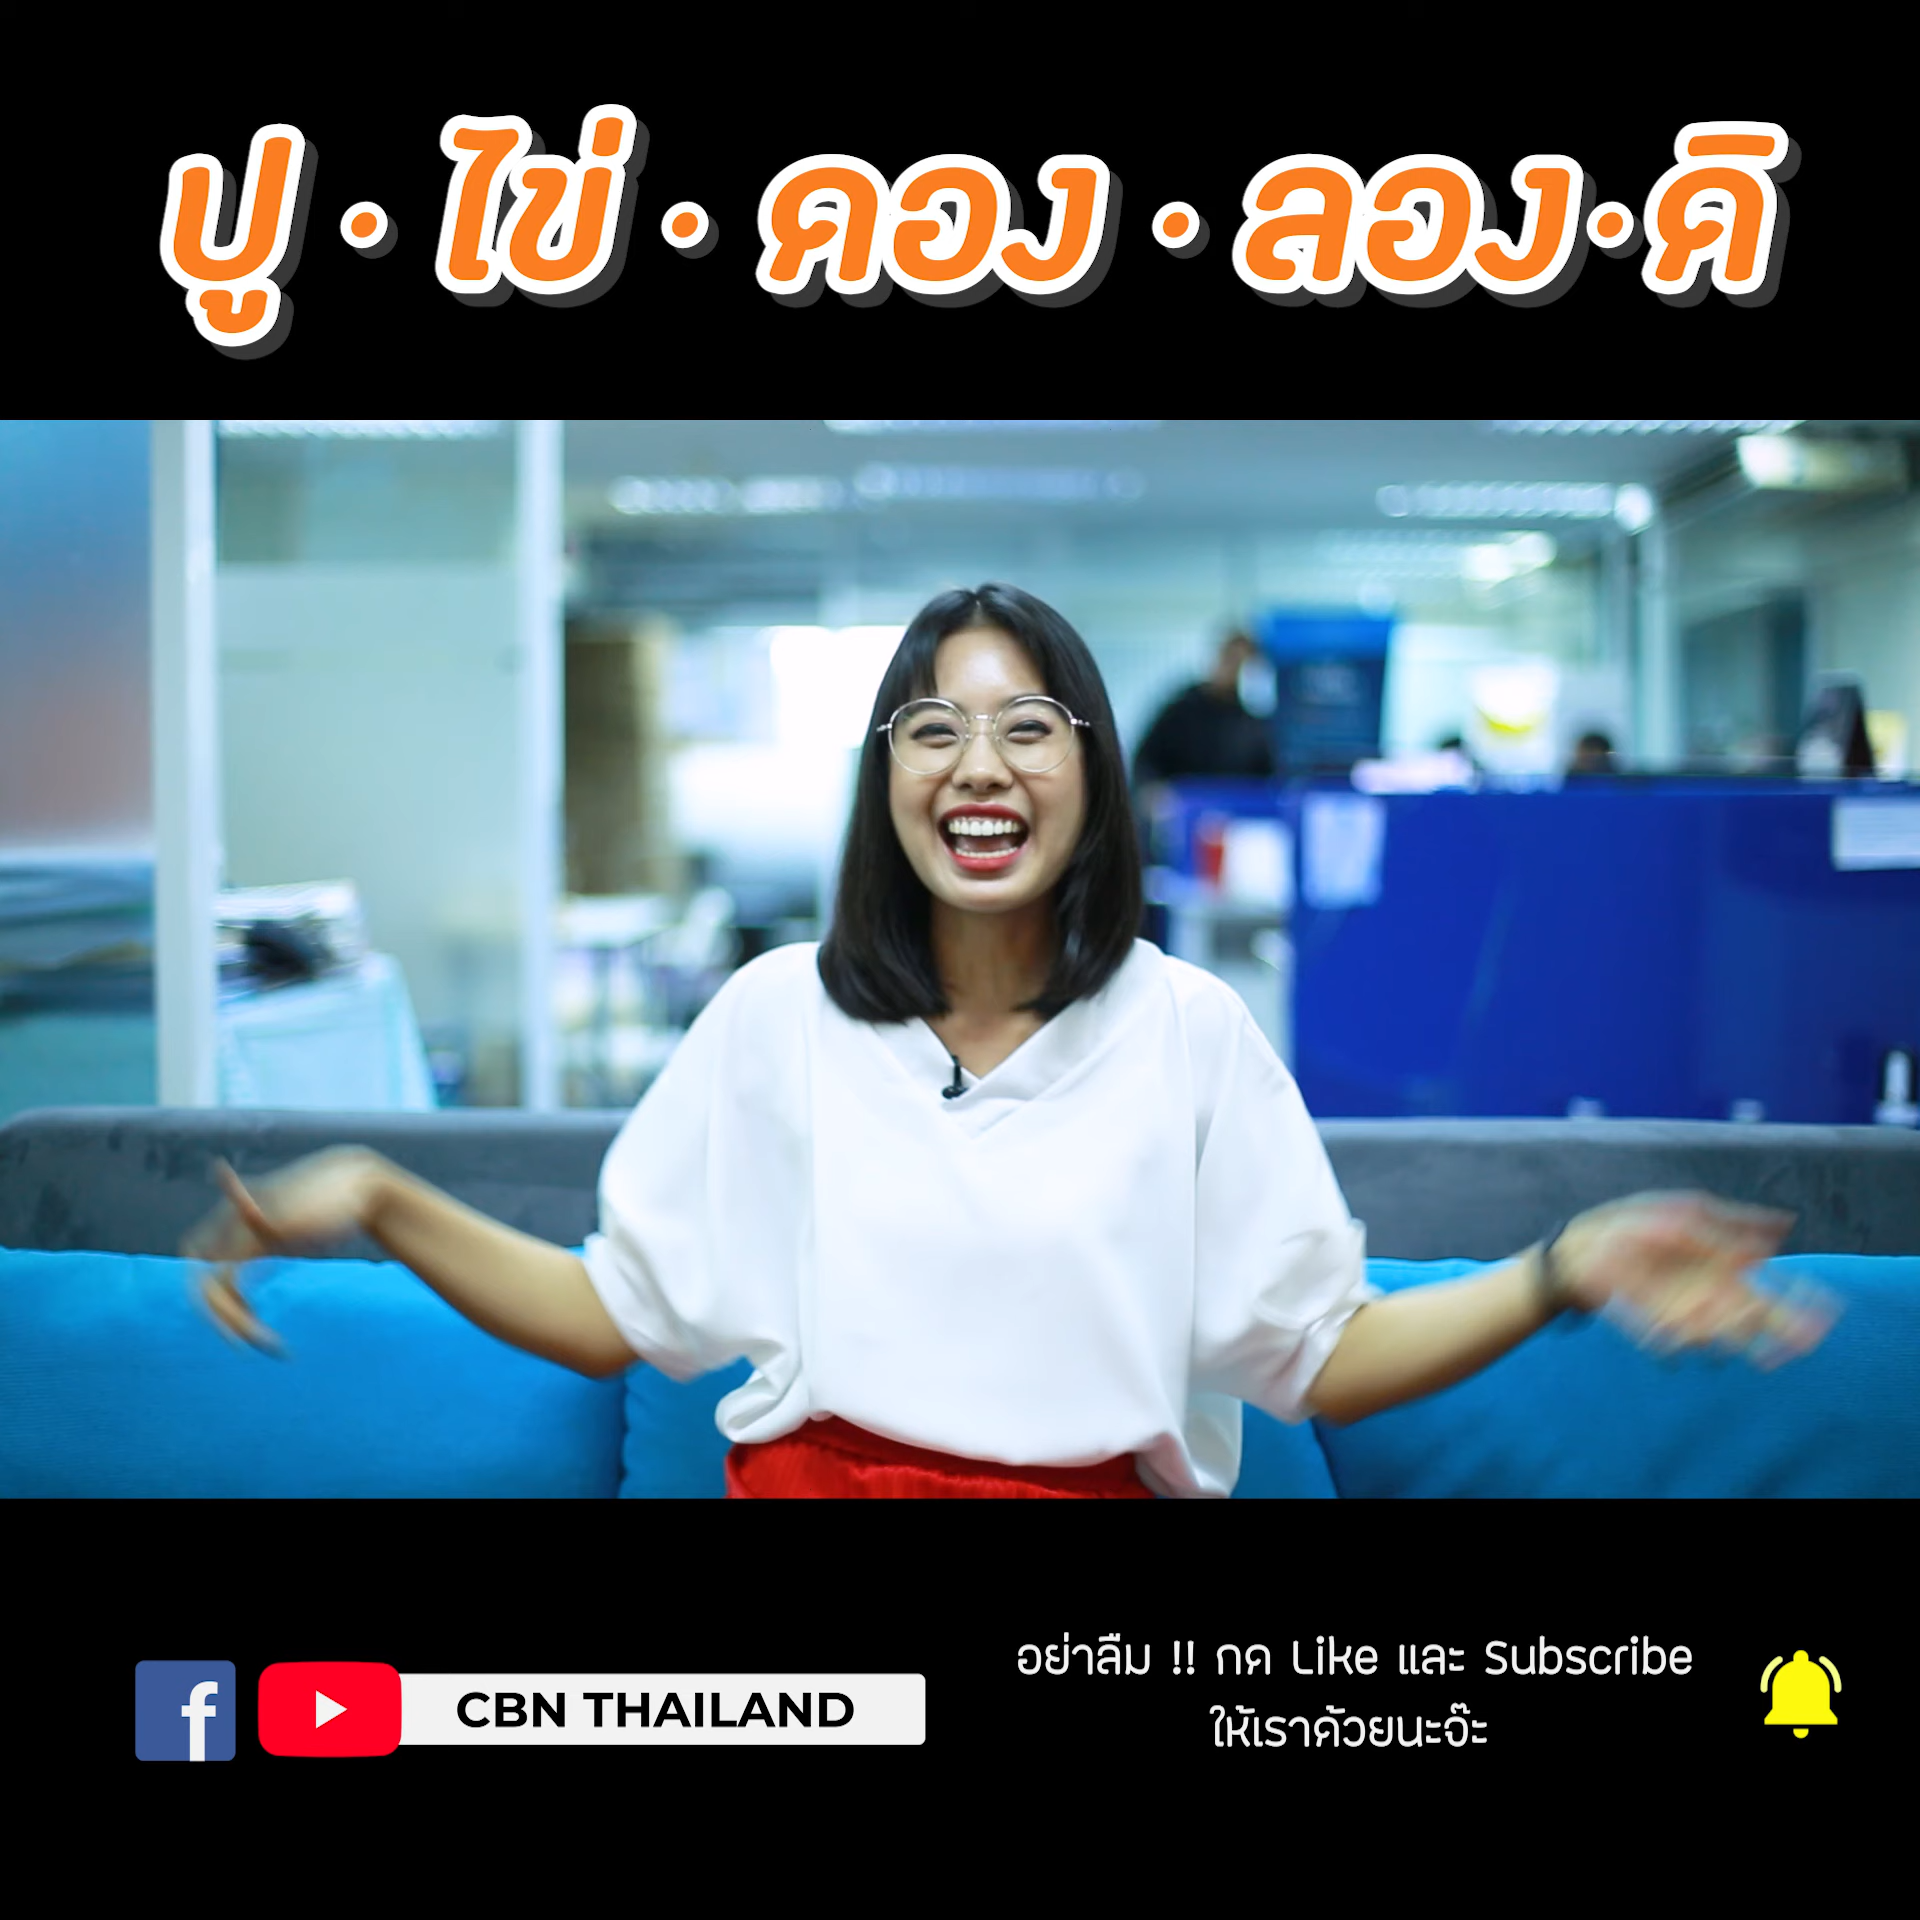 ปู • ไข่ • ดอง • ลอง • ดิ
อย่าลืม !! กด Like และ Subscribe
ให้เราด้วยนะจ๊ะ
f
CBN THAILAND